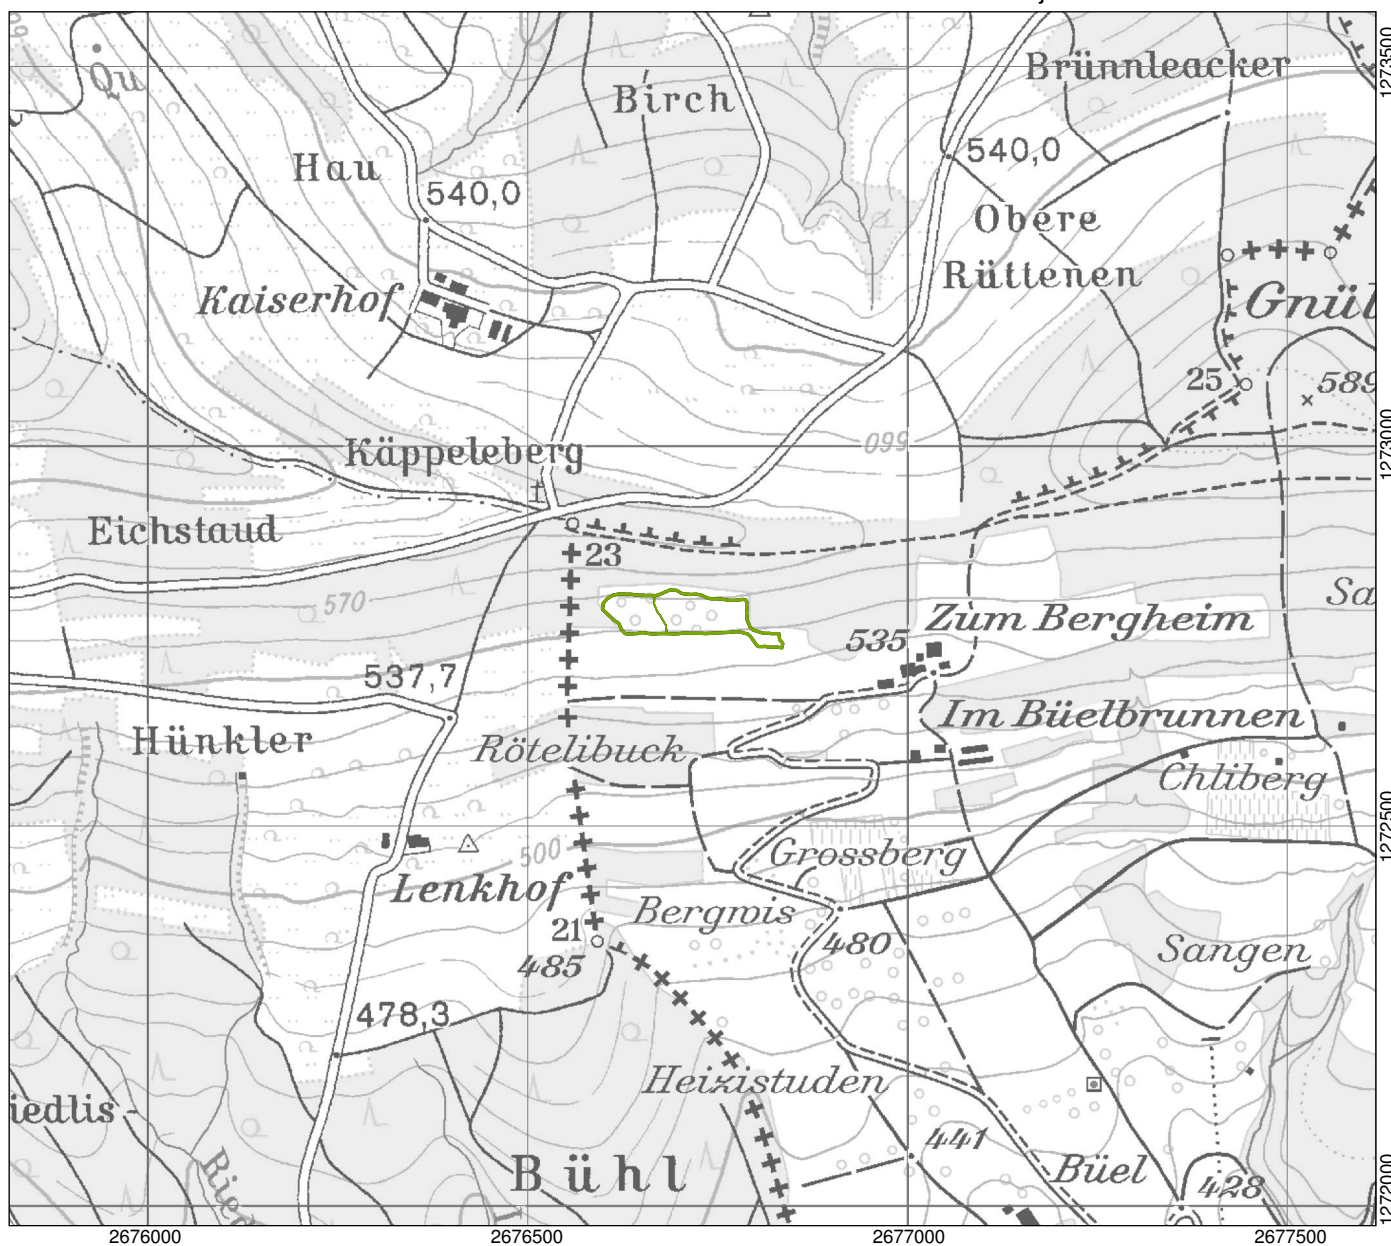 1273500
Brünnleacker
Qu
Birch
540,0
Hau
540,0
Obere
Rüttenen
Kaiserhof
Gnül
25
589
1273000
660
Käppeleberg
Eichstaud
23
570
Sa
Zum Bergheim
535
537,7
Im Büelbrunnen
Hünkler
Rötelibuck
Chliberg
1272500
500
Grossberg
Lenkhof
Bergwis
21
480
Sangen
485
478,3
Heizistuden
iedlis-
441
Büel
Bühl
428
Ried
1272000
2676000
2676500
2677000
2677500